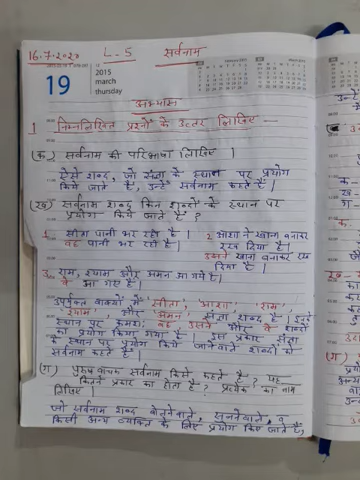 16.7.2020 L-5 सर्वनाम
19
2015
march
thursday
अभ्यास
1 निम्नलिखित प्रश्नों के उत्तर लिखिए
(क) सर्वनाम की परिभाषा लिखिए |
ऐसे शब्द, जो संज्ञा के स्थान पर प्रयोग
किये जाते हैं, उन्हें सर्वनाम कहते हैं |
(ख) सर्वनाम शब्द किन शब्दों के स्थान पर
प्रयोग किये जाते हैं ?
सीता पानी भर रही है | 2 आशा ने खाना बनाकर
वह पानी भर रही है | रख दिया है |
उसने खाना बनाकर रख
दिया है |
3. राम, श्याम और अमन आ गये हैं |
वे आ गए हैं |
उपर्युक्त वाक्यों में 'सीता', 'आशा', 'राम',
'श्याम', और 'अमन' संज्ञा शब्द हैं | इनके
स्थान पर क्रमशः वह उसने और वे शब्दों
का प्रयोग किया गया है | इस प्रकार संज्ञा
के स्थान पर प्रयोग किये जानेवाले शब्दों को
सर्वनाम कहते हैं |
(ग) पुरुषवाचक सर्वनाम किसे कहते हैं ? यह
कितने प्रकार का होता है ? प्रत्येक का नाम
लिखिए |
जो सर्वनाम शब्द बोलनेवाले, सुननेवाले, व
किसी अन्य व्यक्ति के लिए प्रयोग किए जाते हैं,